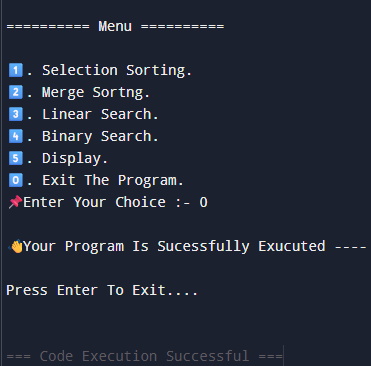 ========== Menu ==========
1️⃣. Selection Sorting.
2️⃣. Merge Sortng.
3️⃣. Linear Search.
4️⃣. Binary Search.
5️⃣. Display.
0️⃣. Exit The Program.
📌Enter Your Choice :- 0
👋Your Program Is Sucessfully Exucuted ----
Press Enter To Exit....
=== Code Execution Successful ===